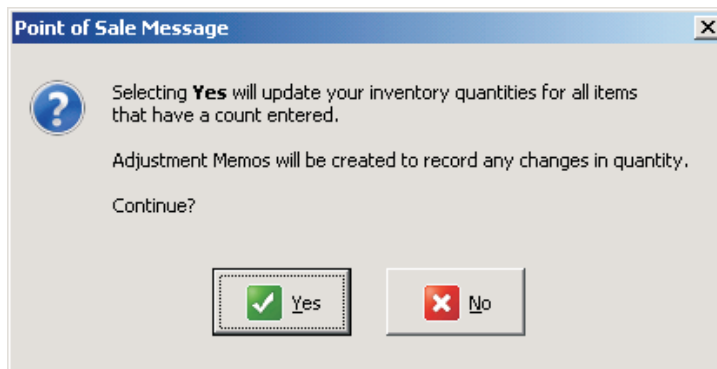 Point of Sale Message
Selecting Yes will update your inventory quantities for all items
that have a count entered.
Adjustment Memos will be created to record any changes in quantity.
Continue?
Yes
No